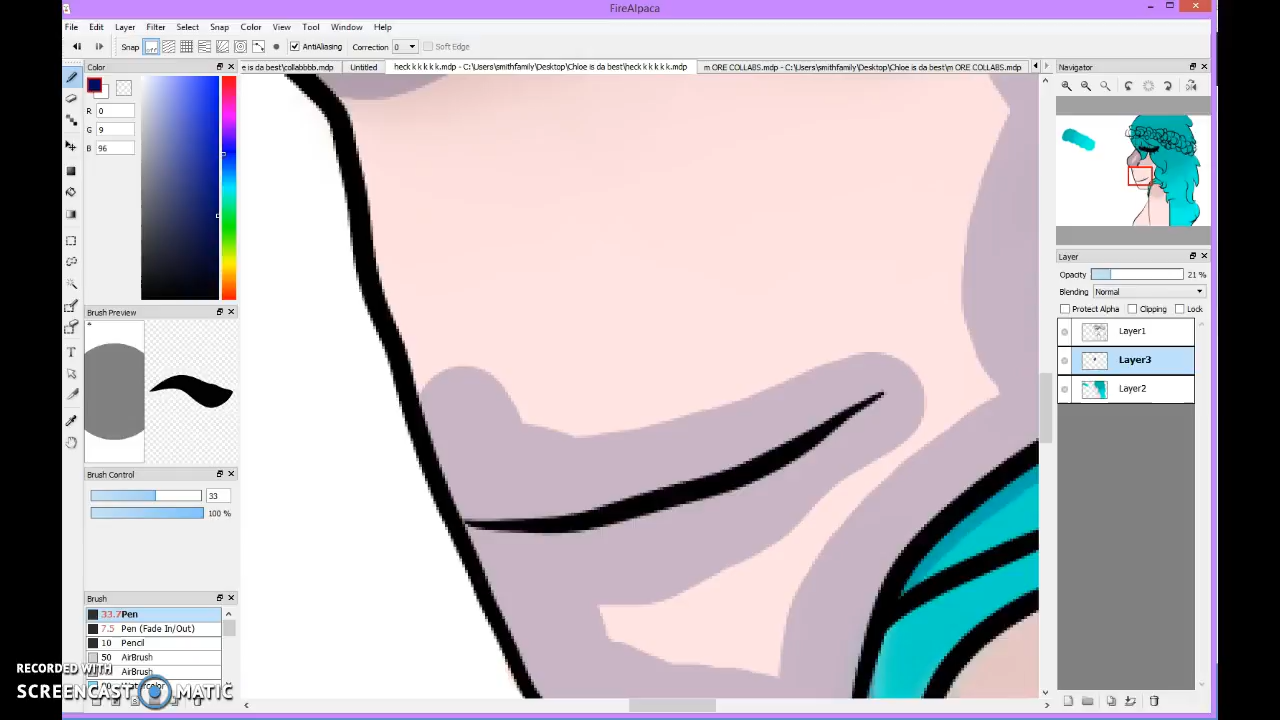 FireAlpaca
File Edit Layer Filter Select Snap Color View Tool Window Help
Snap AntiAliasing Correction 0 Soft Edge
Color
e is da best\collabbbb.mdp Untitled heck k k k k k.mdp - C:\Users\smithfamily\Desktop\Chloe is da best\heck k k k k k.mdp m ORE COLLABS.mdp - C:\Users\smithfamily\Desktop\Chloe is da best\m ORE COLLABS.mdp
Navigator
R 0
G 9
B 96
Brush Preview
Brush Control
33
100 %
Brush
33.7 Pen
7.5 Pen (Fade In/Out)
10 Pencil
50 AirBrush
AirBrush
Layer
Opacity 21 %
Blending Normal
Protect Alpha Clipping Lock
Layer1
Layer3
Layer2
RECORDED WITH
SCREENCAST MATIC